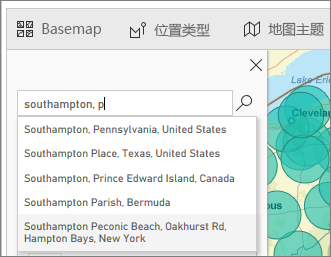 Basemap 位置类型 地图主题
southampton, p
Southampton, Pennsylvania, United States
Southampton Place, Texas, United States
Southampton, Prince Edward Island, Canada
Southampton Parish, Bermuda
Southampton Peconic Beach, Oakhurst Rd,
Hampton Bays, New York
Lake Erie
Clevelan
bus